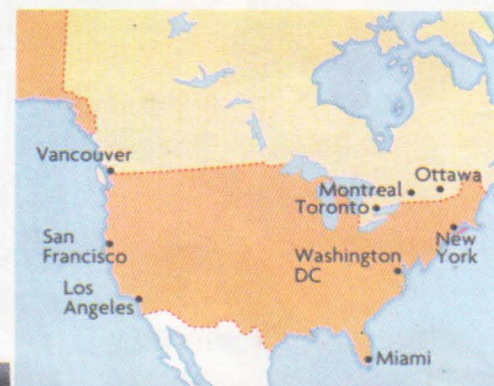 Vancouver
Ottawa
Montreal
Toronto
San
Francisco
New
York
Washington
DC
Los
Angeles
Miami